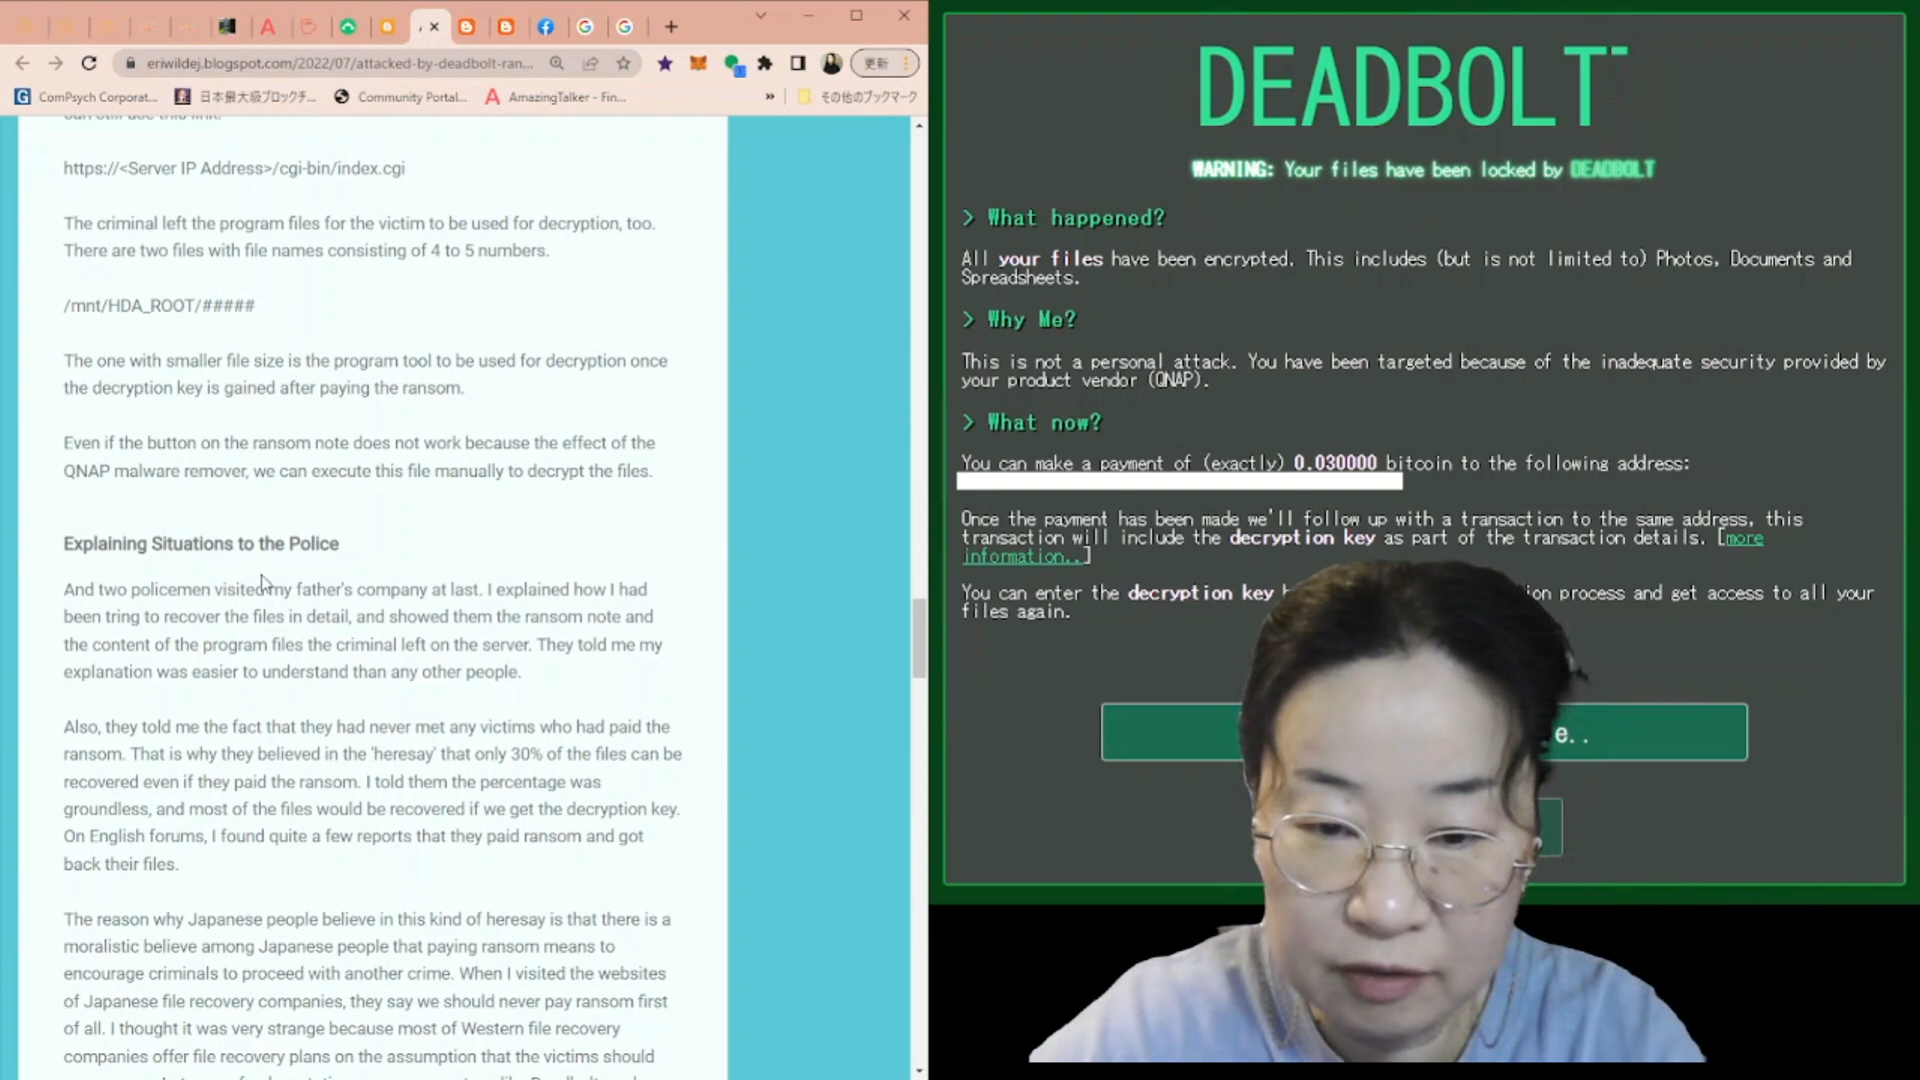 更新
eriwildej.blogspot.com/2022/07/attacked-by-deadbolt-ran...
ComPsych Corporat...
日本最大級ブロックチ...
Community Portal...
AmazingTalker - Fin...
»
その他のブックマーク
can still use this link.
https://<Server IP Address>/cgi-bin/index.cgi
The criminal left the program files for the victim to be used for decryption, too.
There are two files with file names consisting of 4 to 5 numbers.
/mnt/HDA_ROOT/#####
The one with smaller file size is the program tool to be used for decryption once
the decryption key is gained after paying the ransom.
Even if the button on the ransom note does not work because the effect of the
QNAP malware remover, we can execute this file manually to decrypt the files.
Explaining Situations to the Police
And two policemen visited my father's company at last. I explained how I had
been tring to recover the files in detail, and showed them the ransom note and
the content of the program files the criminal left on the server. They told me my
explanation was easier to understand than any other people.
Also, they told me the fact that they had never met any victims who had paid the
ransom. That is why they believed in the 'heresay' that only 30% of the files can be
recovered even if they paid the ransom. I told them the percentage was
groundless, and most of the files would be recovered if we get the decryption key.
On English forums, I found quite a few reports that they paid ransom and got
back their files.
The reason why Japanese people believe in this kind of heresay is that there is a
moralistic believe among Japanese people that paying ransom means to
encourage criminals to proceed with another crime. When I visited the websites
of Japanese file recovery companies, they say we should never pay ransom first
of all. I thought it was very strange because most of Western file recovery
companies offer file recovery plans on the assumption that the victims should
DEADBOLT
WARNING: Your files have been locked by DEADBOLT
> What happened?
All your files have been encrypted. This includes (but is not limited to) Photos, Documents and
Spreadsheets.
> Why Me?
This is not a personal attack. You have been targeted because of the inadequate security provided by
your product vendor (QNAP).
> What now?
You can make a payment of (exactly) 0.030000 bitcoin to the following address:
Once the payment has been made we'll follow up with a transaction to the same address, this
transaction will include the decryption key as part of the transaction details. [more
information..]
You can enter the decryption key on process and get access to all your
files again.
e..